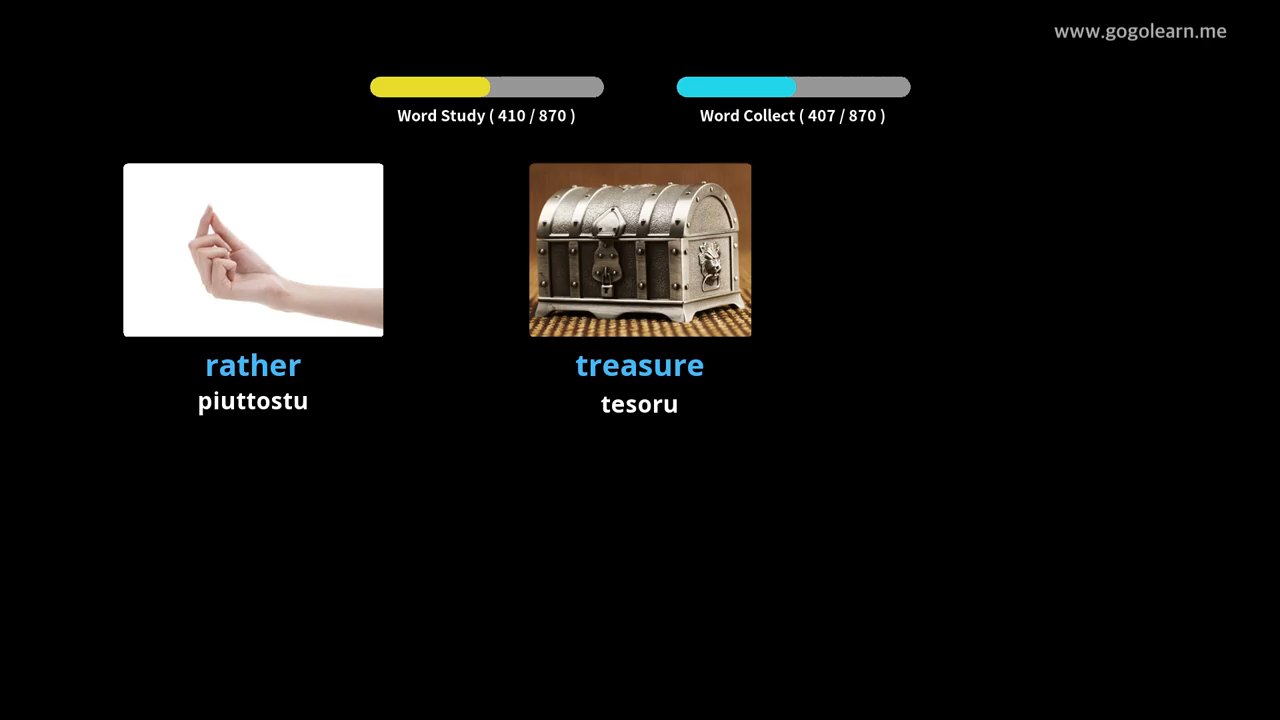 www.gogolearn.me
Word Study ( 410 / 870 )
Word Collect ( 407 / 870 )
rather
piuttostu
treasure
tesoru